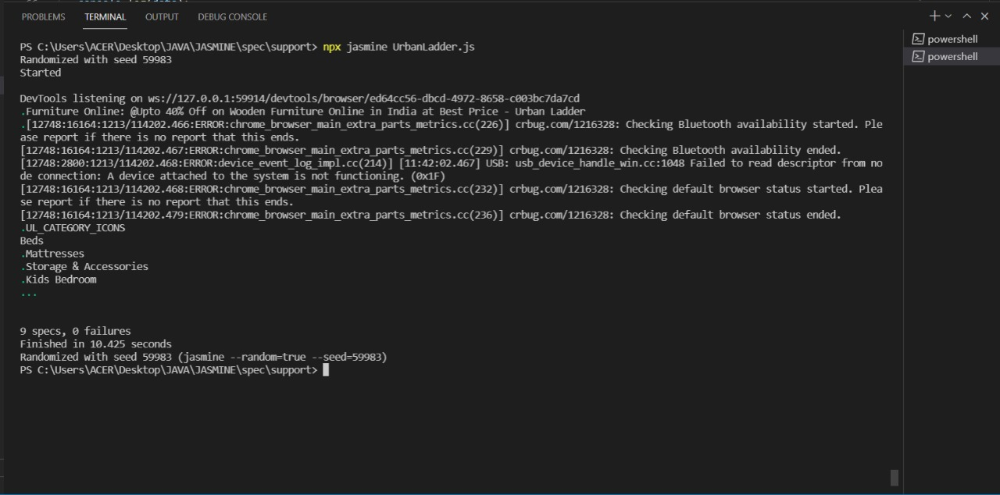 console.log(data);
PROBLEMS TERMINAL OUTPUT DEBUG CONSOLE
powershell
powershell
PS C:\Users\ACER\Desktop\JAVA\JASMINE\spec\support> npx jasmine UrbanLadder.js
Randomized with seed 59983
Started
DevTools listening on ws://127.0.0.1:59914/devtools/browser/ed64cc56-dbcd-4972-8658-c003bc7da7cd
.Furniture Online: @Upto 40% Off on Wooden Furniture Online in India at Best Price - Urban Ladder
.[12748:16164:1213/114202.466:ERROR:chrome_browser_main_extra_parts_metrics.cc(226)] crbug.com/1216328: Checking Bluetooth availability started. Ple
ase report if there is no report that this ends.
[12748:16164:1213/114202.467:ERROR:chrome_browser_main_extra_parts_metrics.cc(229)] crbug.com/1216328: Checking Bluetooth availability ended.
[12748:2800:1213/114202.468:ERROR:device_event_log_impl.cc(214)] [11:42:02.467] USB: usb_device_handle_win.cc:1048 Failed to read descriptor from no
de connection: A device attached to the system is not functioning. (0x1F)
[12748:16164:1213/114202.468:ERROR:chrome_browser_main_extra_parts_metrics.cc(232)] crbug.com/1216328: Checking default browser status started. Plea
se report if there is no report that this ends.
[12748:16164:1213/114202.479:ERROR:chrome_browser_main_extra_parts_metrics.cc(236)] crbug.com/1216328: Checking default browser status ended.
.UL_CATEGORY_ICONS
Beds
.Mattresses
.Storage & Accessories
.Kids Bedroom
...
9 specs, 0 failures
Finished in 10.425 seconds
Randomized with seed 59983 (jasmine --random=true --seed=59983)
PS C:\Users\ACER\Desktop\JAVA\JASMINE\spec\support>